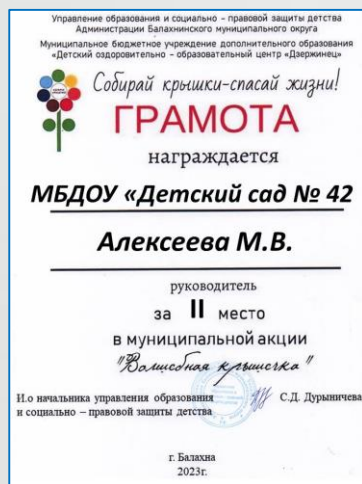 Управление образования и социально – правовой защиты детства
Администрации Балахнинского муниципального округа
Муниципальное бюджетное учреждение дополнительного образования
«Детский оздоровительно – образовательный центр «Дзержинец»
Собирай крышки-спасай жизни!
ГРАМОТА
награждается
МБДОУ «Детский сад № 42
Алексеева М.В.
руководитель
за II место
в муниципальной акции
"Волшебная крышечка"
И.о начальника управления образования
и социально – правовой защиты детства
С.Д. Дурыничева
г. Балахна
2023г.